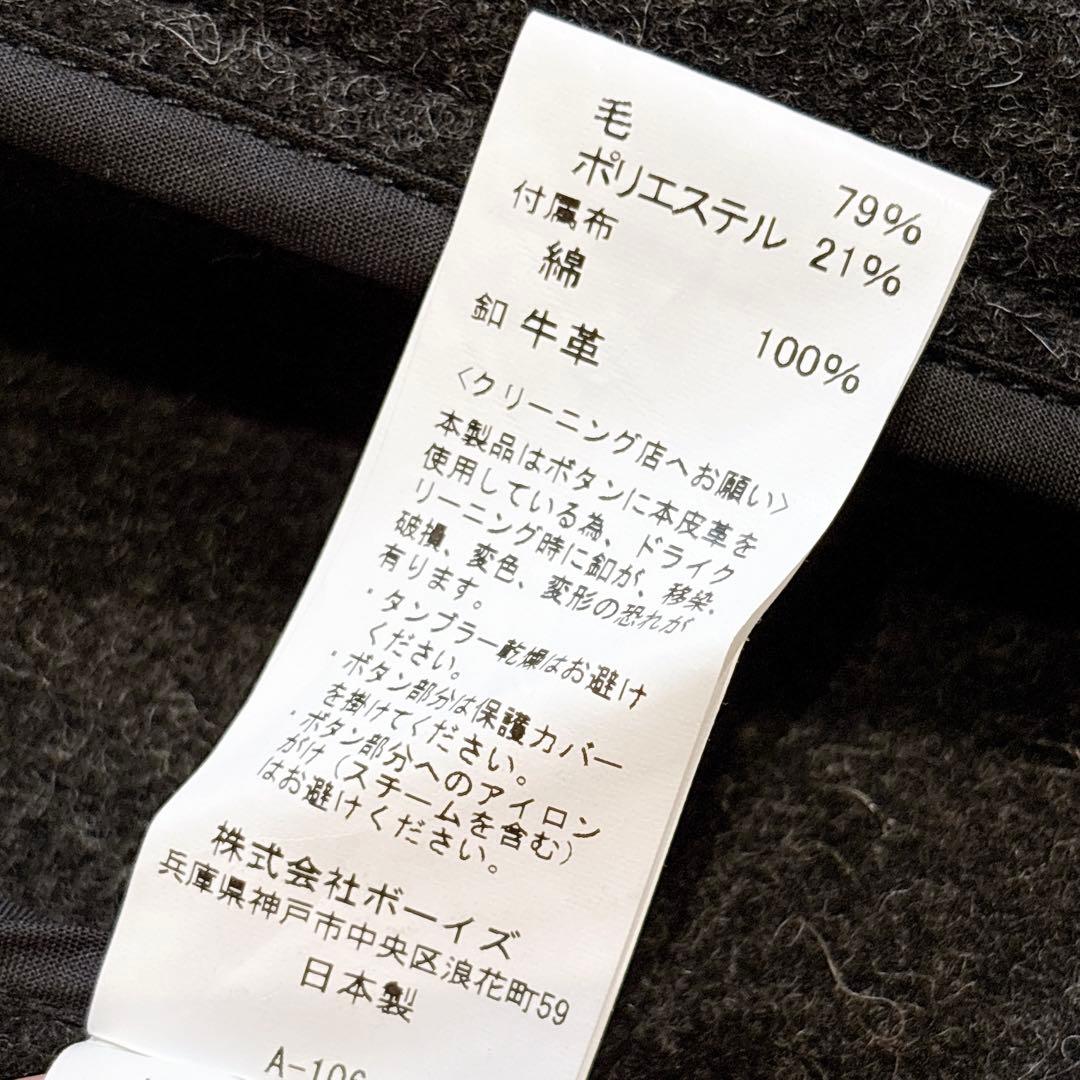 毛 79%
ポリエステル 21%
付属布
綿 100%
釦 牛革
<クリーニング店へお願い>
本製品はボタンに本皮革を
使用している為、ドライク
リーニング時に釦が、移染.
破損、変色、変形の恐れが
有ります。
・タンブラー乾燥はお避け
ください。
・ボタン部分は保護カバー
を掛けてください。
・ボタン部分へのアイロン
がけ(スチームを含む)
はお避けください。
株式会社ボーイズ
兵庫県神戸市中央区浪花町59
日本製